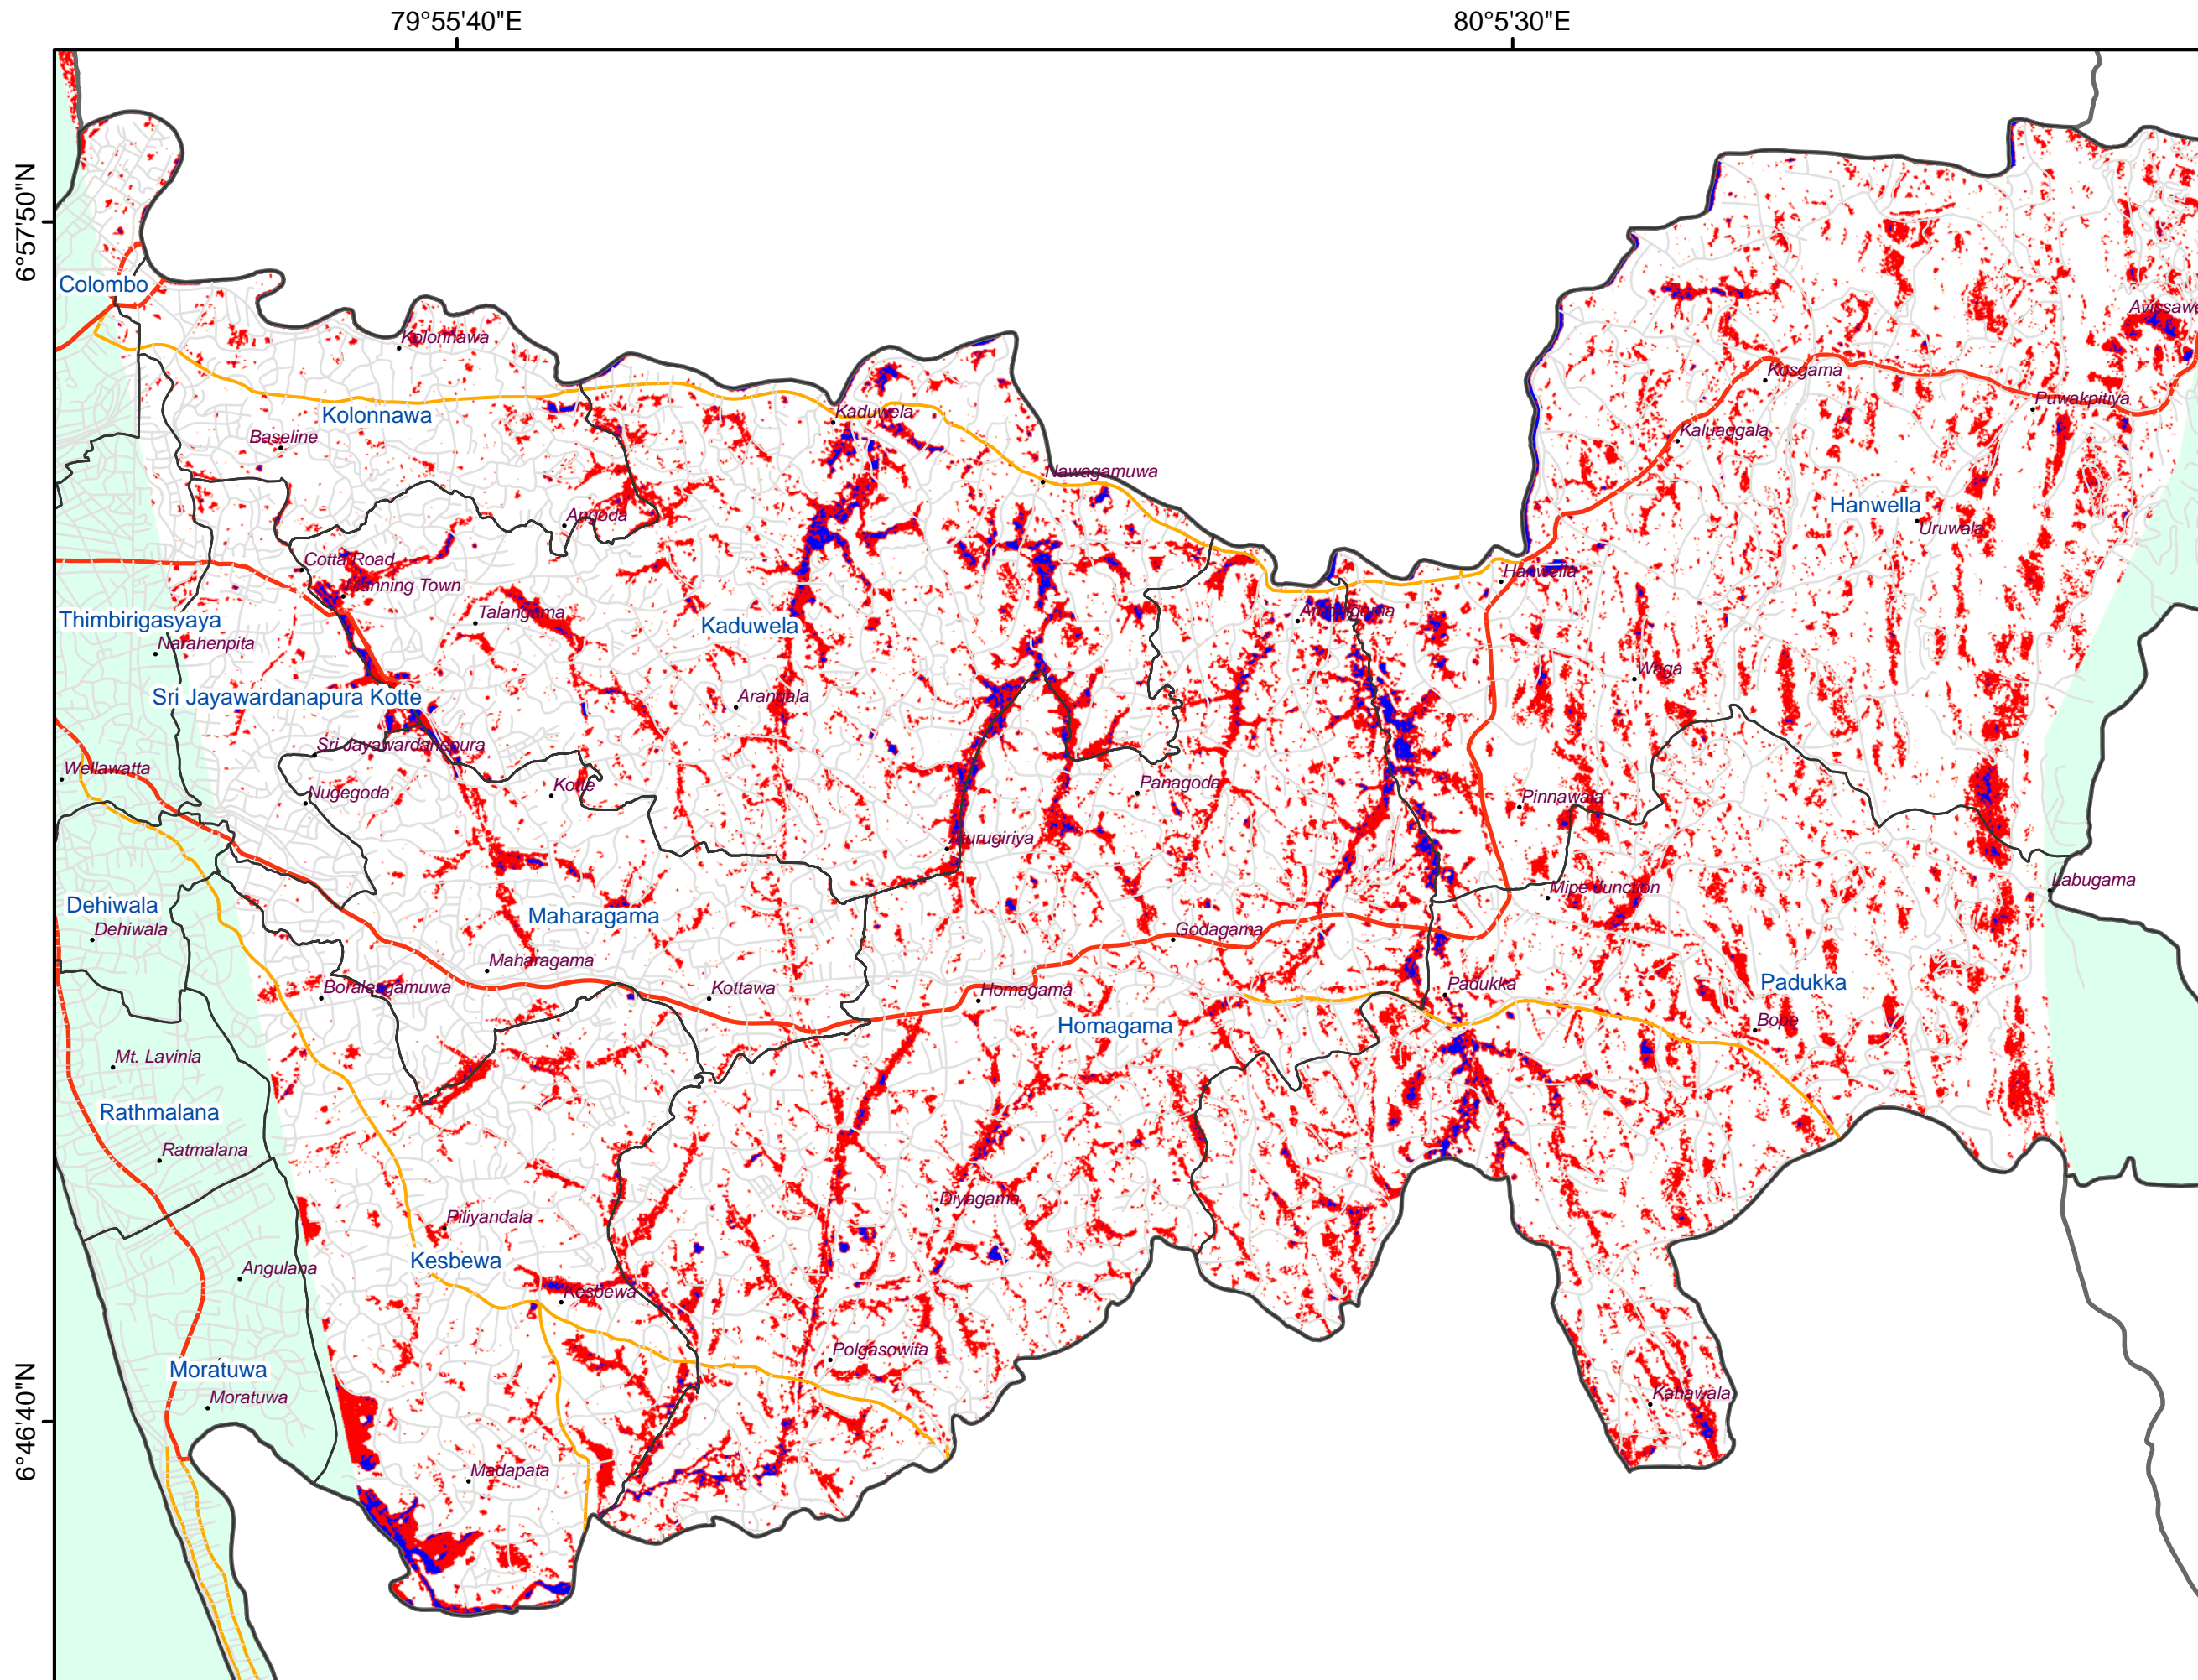 79°55'40"E
80°5'30"E
6°57'50"N
6°46'40"N
Colombo
Kolonnawa
Kolonnawa
Baseline
Angoda
Cotta Road
Manning Town
Talangama
Thimbirigasyaya
Narahenpita
Sri Jayawardanapura Kotte
Sri Jayawardanapura
Wellawatta
Nugegoda
Kotte
Kaduwela
Kaduwela
Nawagamuwa
Arangala
Panagoda
Hanwella
Hanwella
Kosgama
Kaluaggala
Puwakpitiya
Uruwala
Waga
Pinnawala
Mipe Junction
Labugama
Dehiwala
Dehiwala
Maharagama
Maharagama
Boralesgamuwa
Kottawa
Godagama
Homagama
Homagama
Padukka
Padukka
Bope
Mt. Lavinia
Rathmalana
Ratmalana
Piliyandala
Diyagama
Angulana
Kesbewa
Kesbewa
Moratuwa
Moratuwa
Polgasowita
Madapata